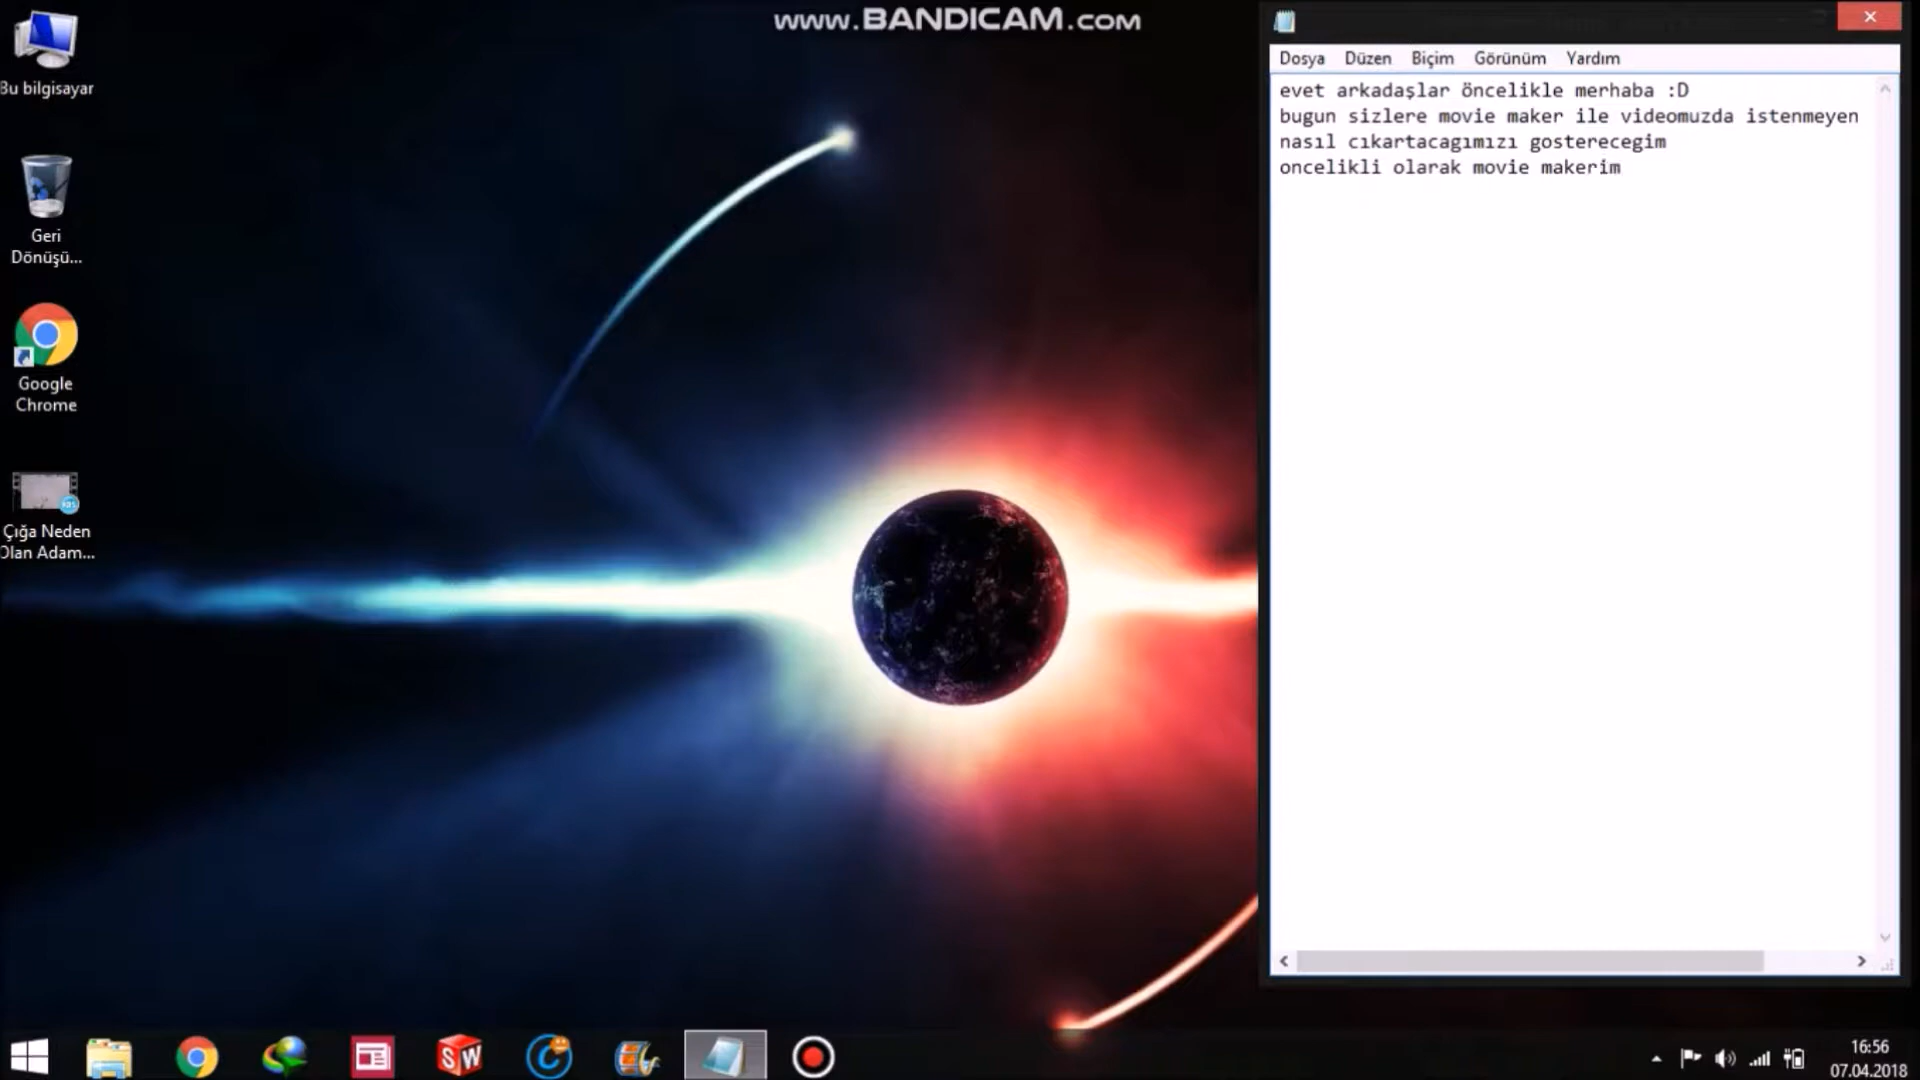 www.BANDICAM.com
Dosya Düzen Biçim Görünüm Yardım
evet arkadaşlar öncelikle merhaba :D
bugun sizlere movie maker ile videomuzda istenmeyen
nasıl cıkartacagımızı gosterecegim
oncelikli olarak movie makerim
Bu bilgisayar
Geri
Dönüşü...
Google
Chrome
Çığa Neden
Olan Adam...
SW
16:56
07.04.2018